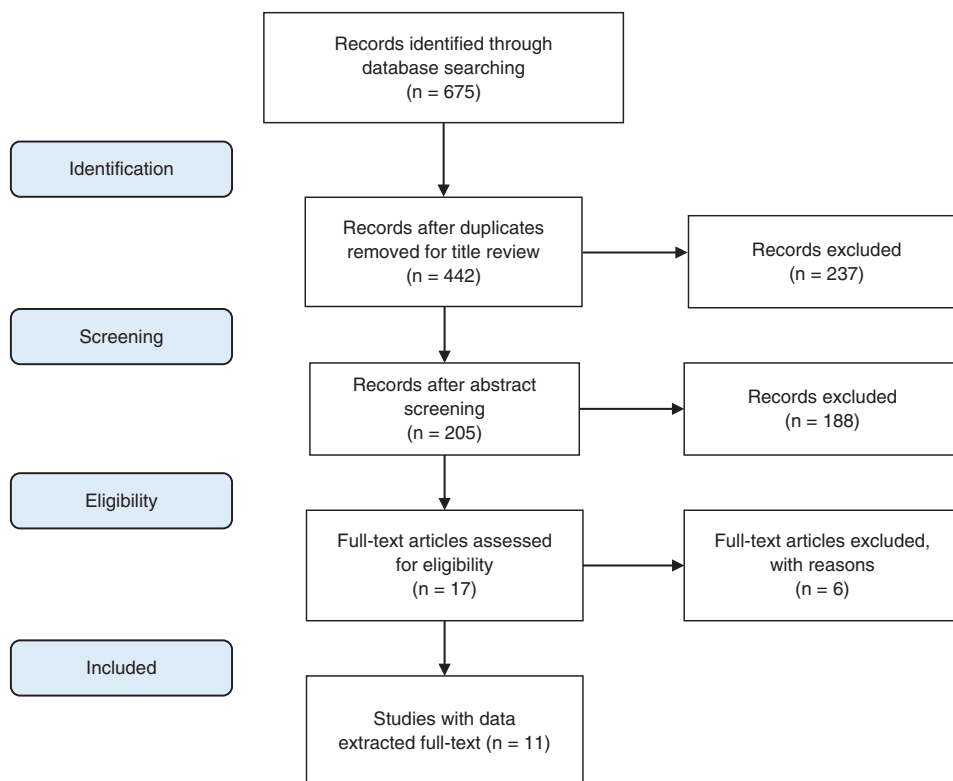 Records identified through
database searching
(n = 675)
Identification
Records after duplicates
removed for title review
(n = 442)
Records excluded
(n = 237)
Screening
Records after abstract
screening
(n = 205)
Records excluded
(n = 188)
Eligibility
Full-text articles assessed
for eligibility
(n = 17)
Full-text articles excluded,
with reasons
(n = 6)
Included
Studies with data
extracted full-text (n = 11)